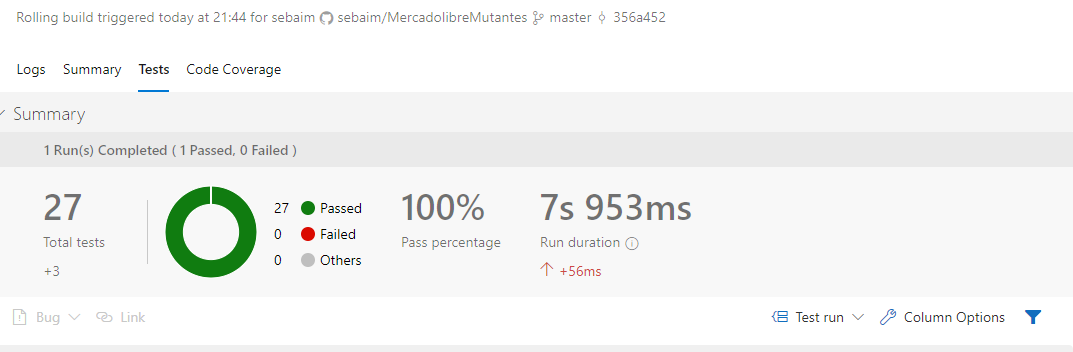 Rolling build triggered today at 21:44 for sebaim sebaim/MercadolibreMutantes master 356a452
Logs Summary Tests Code Coverage
Summary
1 Run(s) Completed ( 1 Passed, 0 Failed )
27
Total tests
+3
27 Passed
0 Failed
0 Others
100%
Pass percentage
7s 953ms
Run duration
+56ms
Bug Link Test run Column Options